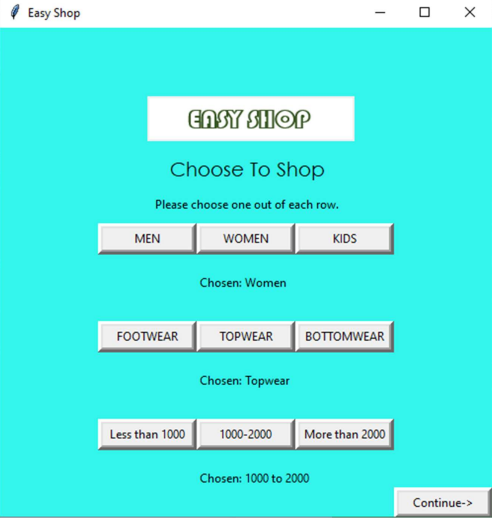 Easy Shop
EASY SHOP
Choose To Shop
Please choose one out of each row.
MEN WOMEN KIDS
Chosen: Women
FOOTWEAR TOPWEAR BOTTOMWEAR
Chosen: Topwear
Less than 1000 1000-2000 More than 2000
Chosen: 1000 to 2000
Continue->